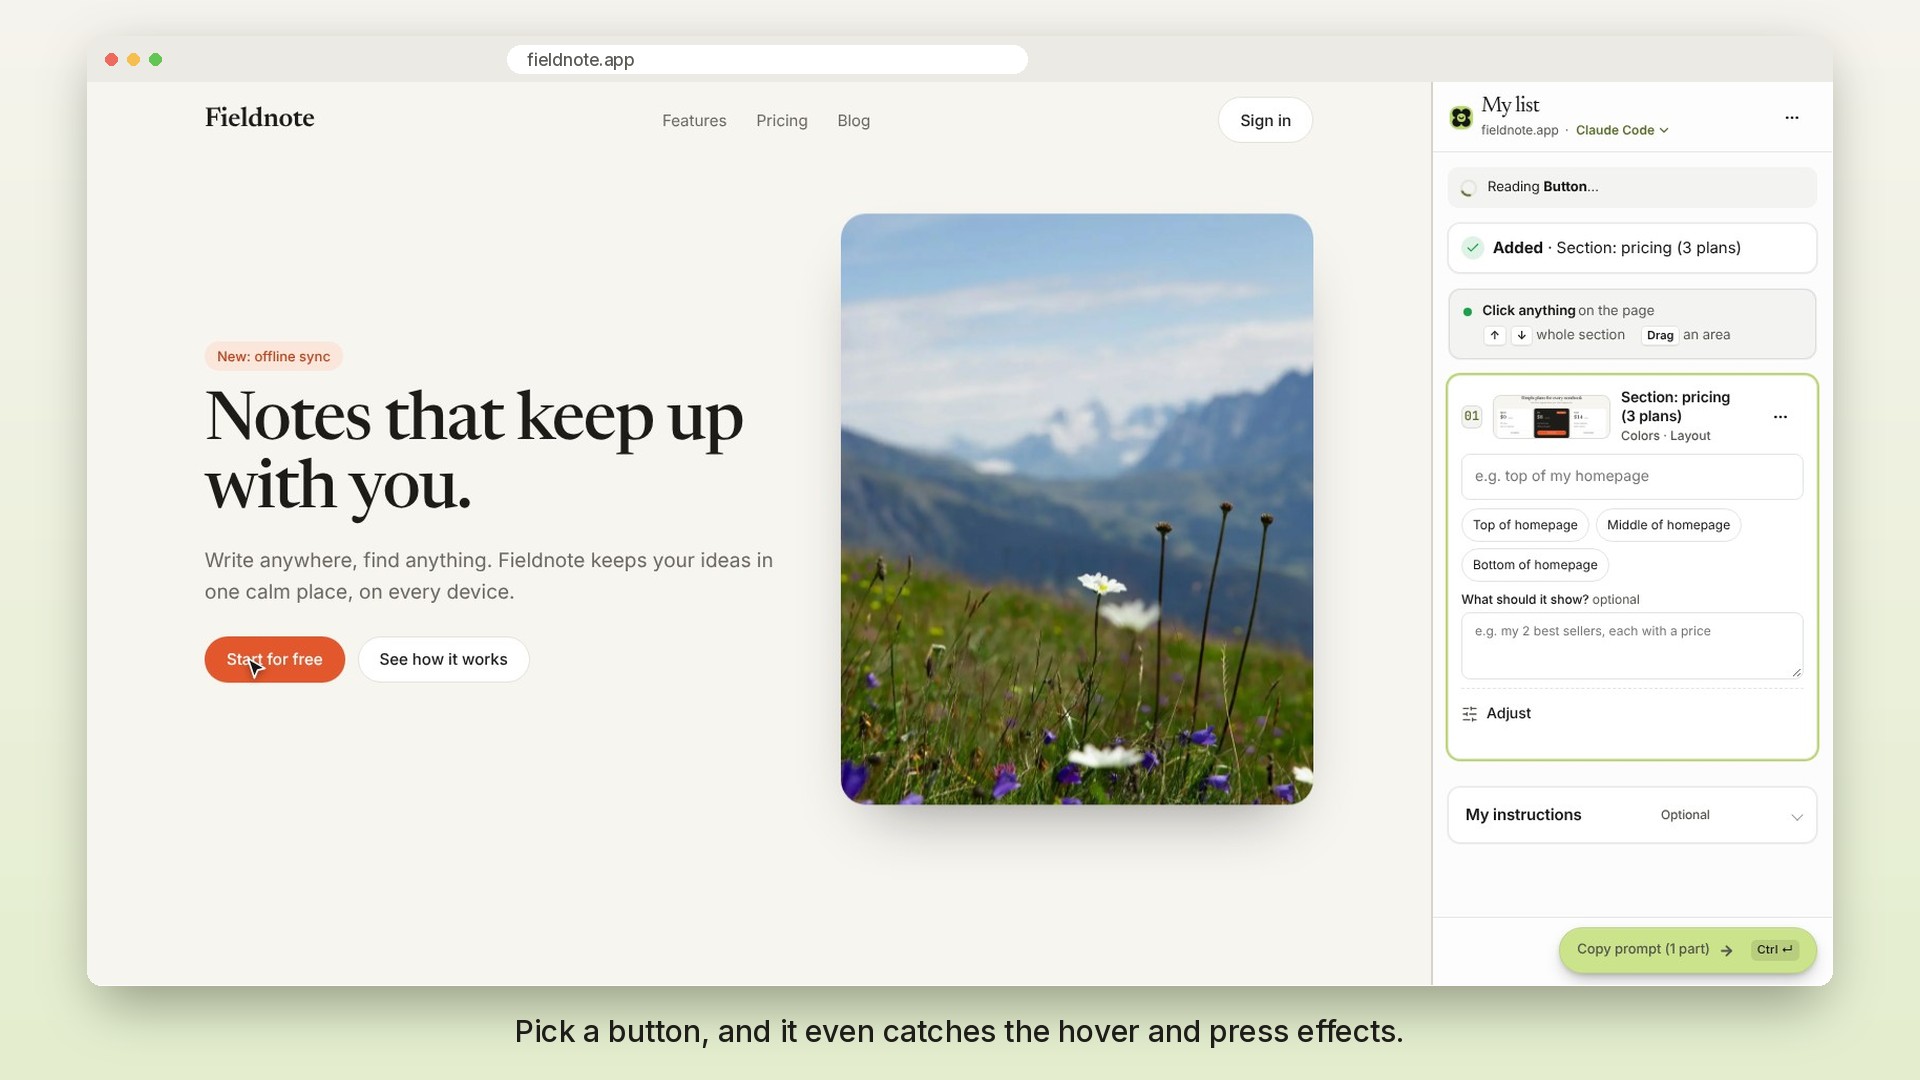 fieldnote.app
Fieldnote
Features
Pricing
Blog
Sign in
New: offline sync
Notes that keep up
with you.
Write anywhere, find anything. Fieldnote keeps your ideas in
one calm place, on every device.
Start for free
See how it works
My list
fieldnote.app · Claude Code
Reading Button...
Added · Section: pricing (3 plans)
Click anything on the page
↑ ↓ whole section Drag an area
01
Section: pricing
(3 plans)
Colors · Layout
e.g. top of my homepage
Top of homepage
Middle of homepage
Bottom of homepage
What should it show? optional
e.g. my 2 best sellers, each with a price
Adjust
My instructions
Optional
Copy prompt (1 part) → Ctrl ↵
Pick a button, and it even catches the hover and press effects.